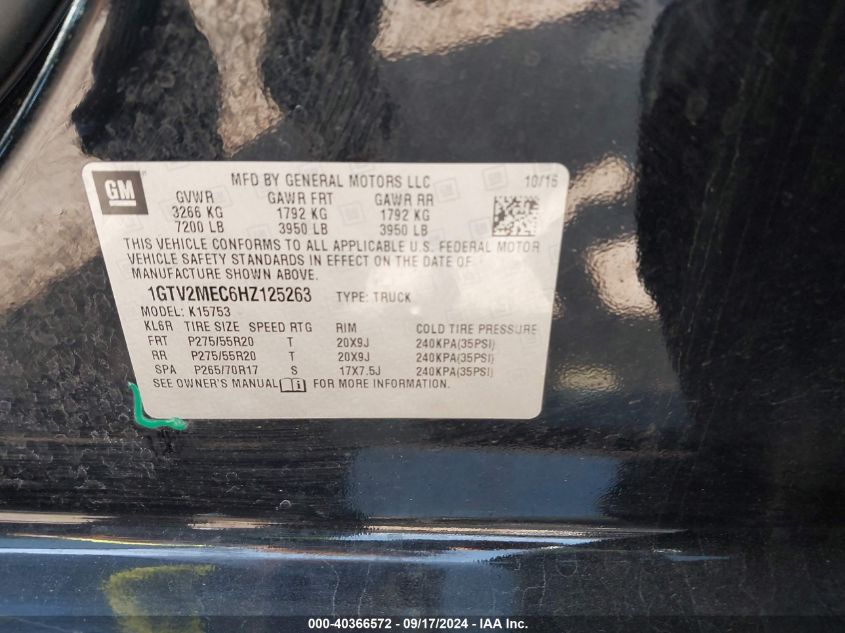 GM
MFD BY GENERAL MOTORS LLC 10/16
GVWR GAWR FRT GAWR RR
3266 KG 1792 KG 1792 KG
7200 LB 3950 LB 3950 LB
THIS VEHICLE CONFORMS TO ALL APPLICABLE U.S. FEDERAL MOTOR
VEHICLE SAFETY STANDARDS IN EFFECT ON THE DATE OF
MANUFACTURE SHOWN ABOVE.
1GTV2MEC6HZ125263 TYPE: TRUCK
MODEL: K15753
KL6R TIRE SIZE SPEED RTG RIM COLD TIRE PRESSURE
FRT P275/55R20 T 20X9J 240KPA(35PSI)
RR P275/55R20 T 20X9J 240KPA(35PSI)
SPA P265/70R17 S 17X7.5J 240KPA(35PSI)
SEE OWNER'S MANUAL i FOR MORE INFORMATION.
000-40366572 / 09/17/2024 - IAA Inc.